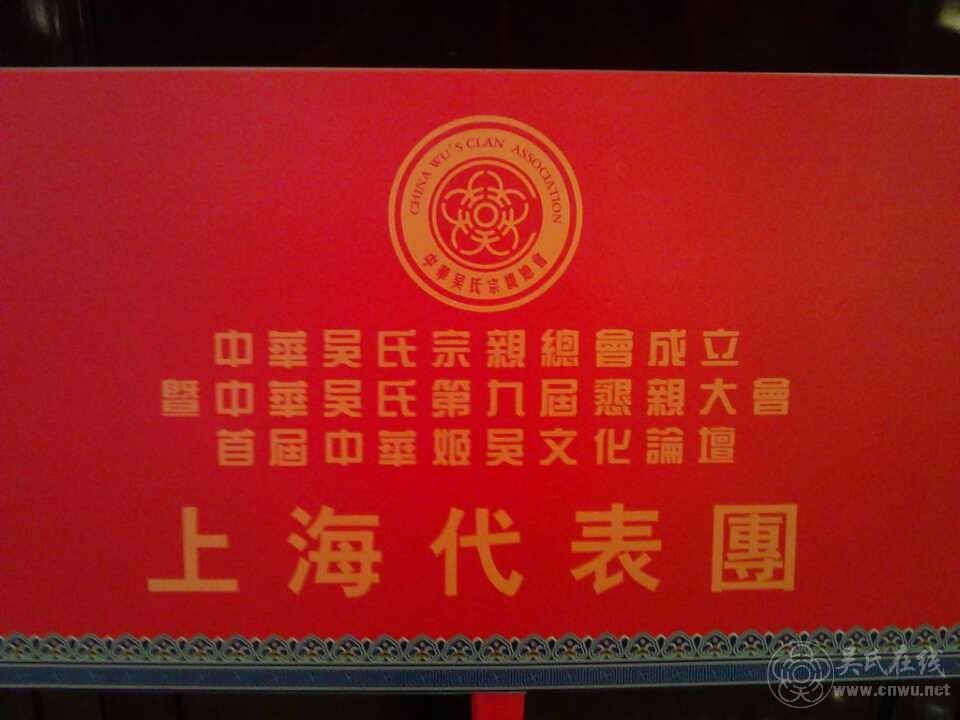 CHINA WU'S CLAN ASSOCIATION
中華吴氏宗親總會
中華吴氏宗親總會成立
暨中華吴氏第九届懇親大會
首届中華姬吴文化論壇
上海代表團
吴氏在线
www.cnwu.net